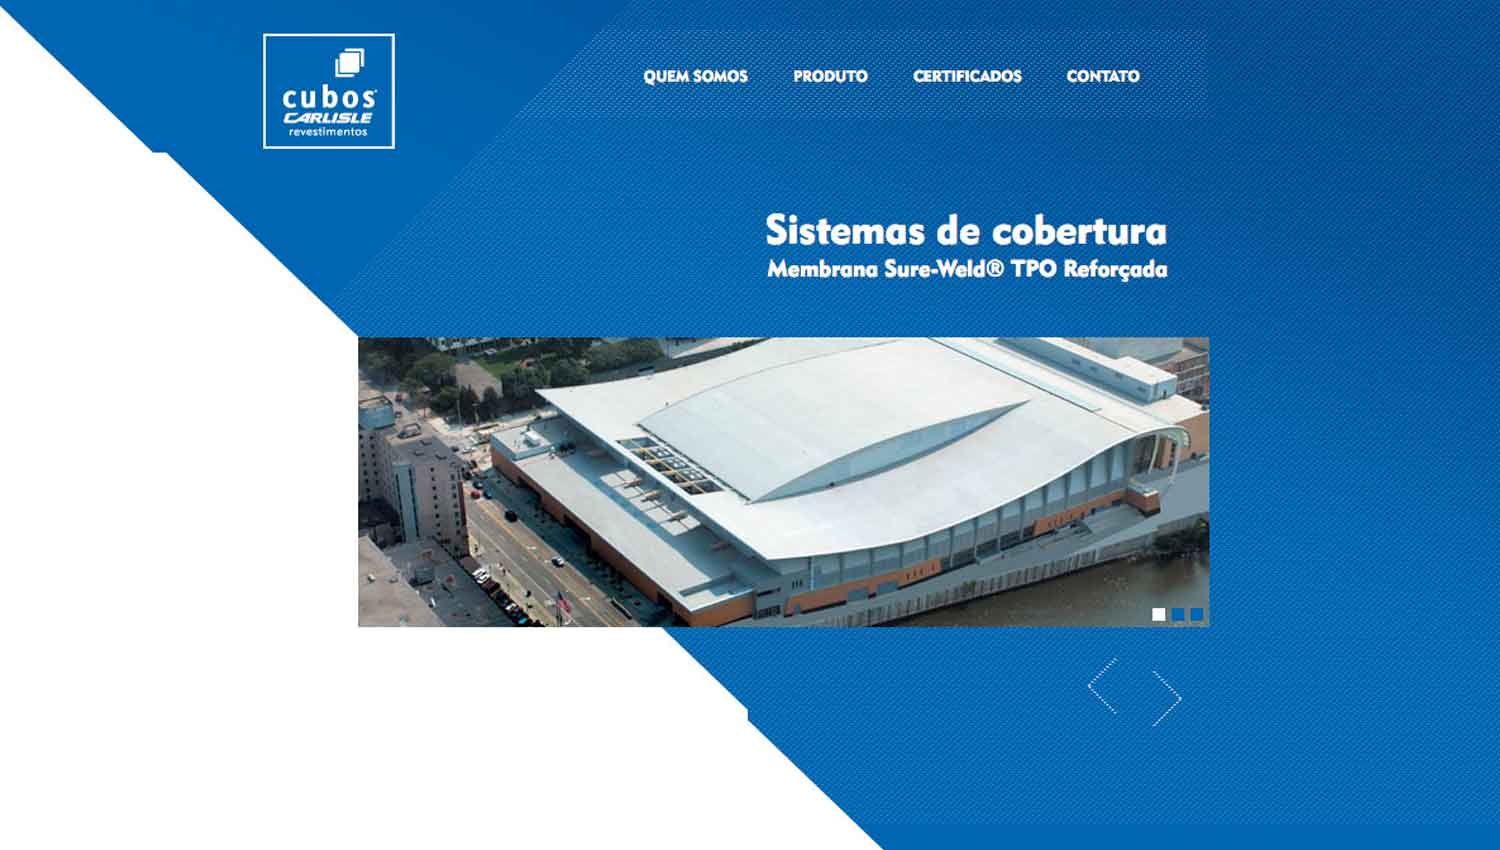 cubos
CARLISLE
revestimentos
QUEM SOMOS
PRODUTO
CERTIFICADOS
CONTATO
Sistemas de cobertura
Membrana Sure-Weld® TPO Reforçada